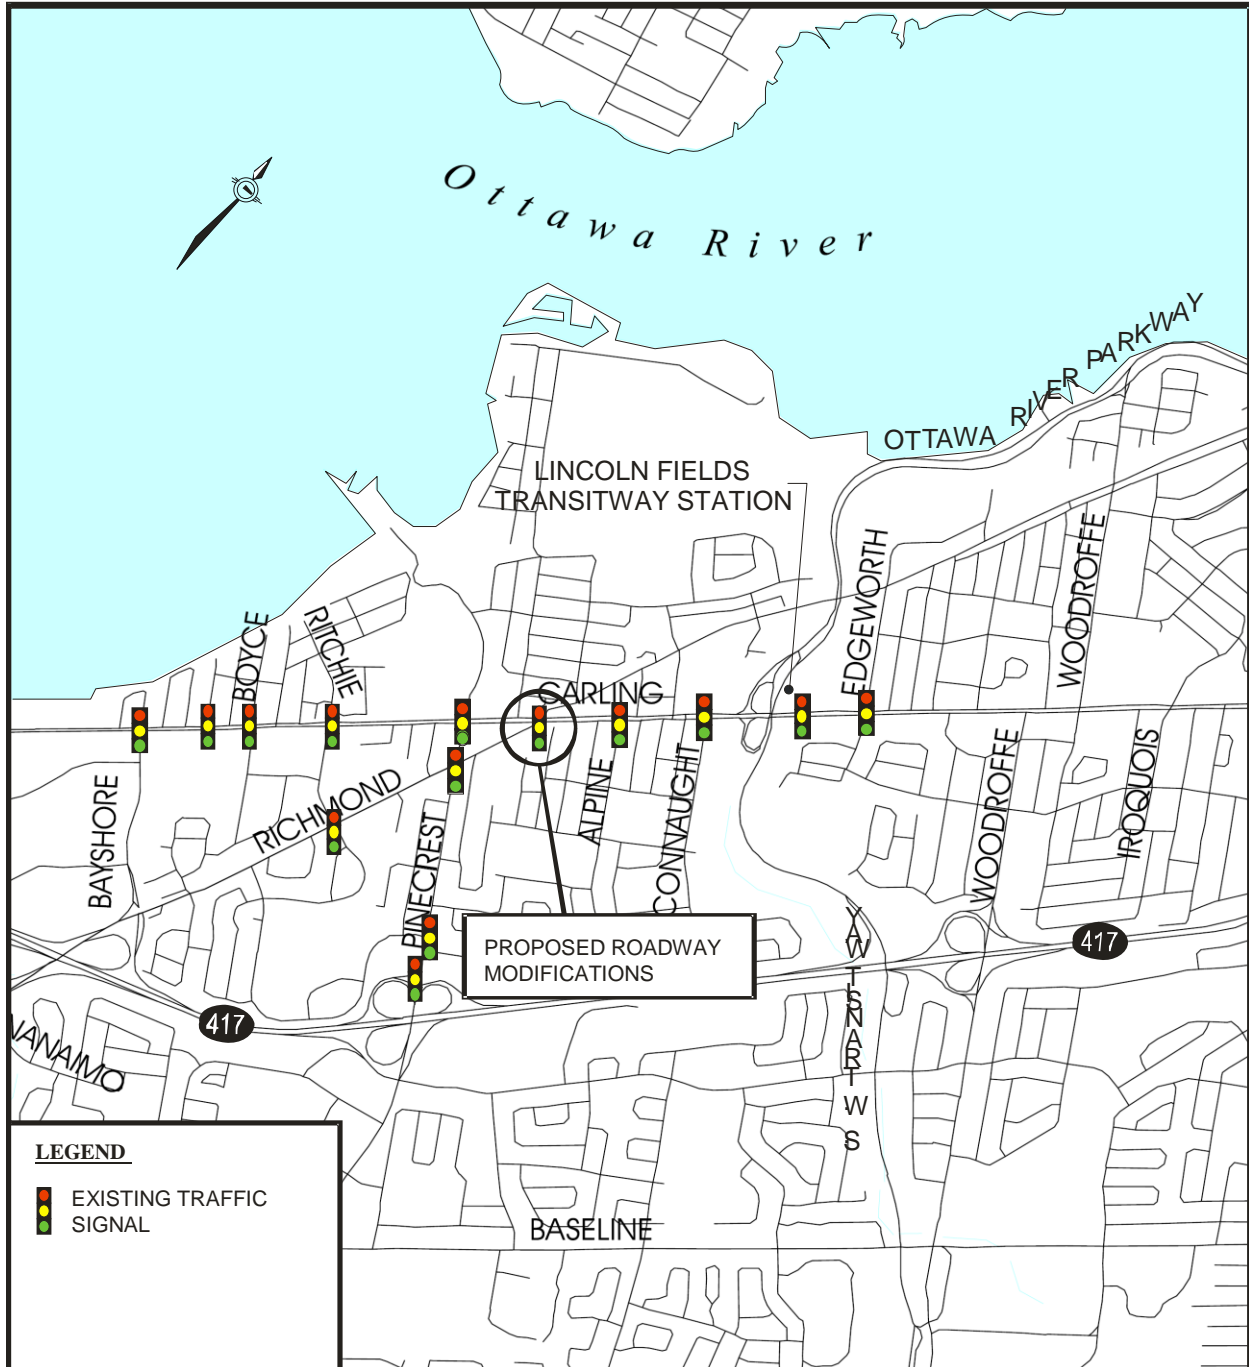 Ottawa River
OTTAWA RIVER PARKWAY
LINCOLN FIELDS
TRANSITWAY STATION
EDGEWORTH
WOODROFFE
BOYCE
RITCHIE
CARLING
BAYSHORE
RICHMOND
PINECREST
ALPINE
CONNAUGHT
WOODROFFE
IROQUOIS
PROPOSED ROADWAY
MODIFICATIONS
417
417
S.W. TRANSITWAY
NANAIMO
LEGEND
EXISTING TRAFFIC
SIGNAL
BASELINE